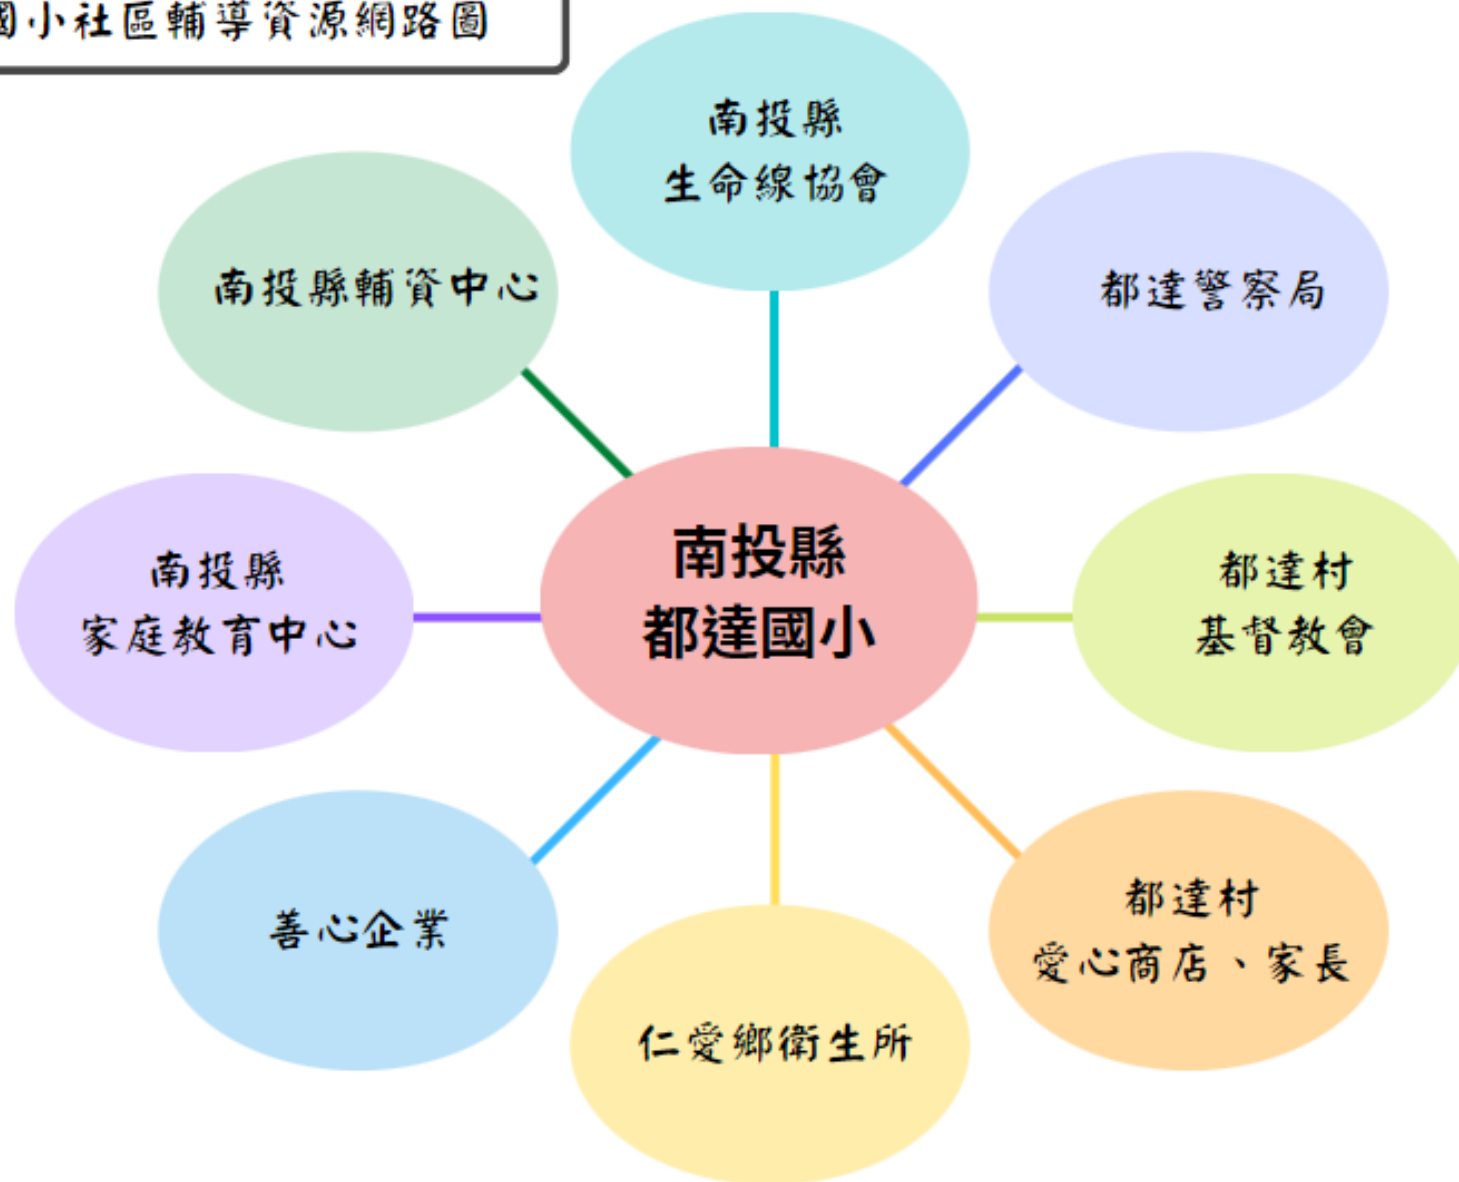 國小社區輔導資源網路圖
南投縣
生命線協會
南投縣輔資中心
都達警察局
南投縣
都達國小
南投縣
家庭教育中心
都達村
基督教會
善心企業
都達村
愛心商店、家長
仁愛鄉衛生所